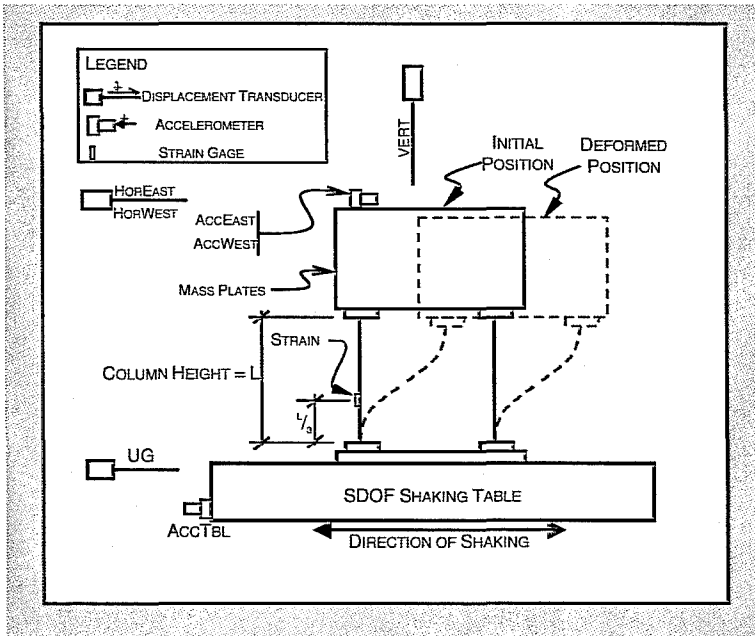 LEGEND
DISPLACEMENT TRANSDUCER
ACCELEROMETER
STRAIN GAGE
VERT
INITIAL
POSITION
DEFORMED
POSITION
HOREAST
HORWEST
ACCEAST
ACCWEST
MASS PLATES
STRAIN
COLUMN HEIGHT = L
L/3
UG
SDOF SHAKING TABLE
ACCTBL
DIRECTION OF SHAKING